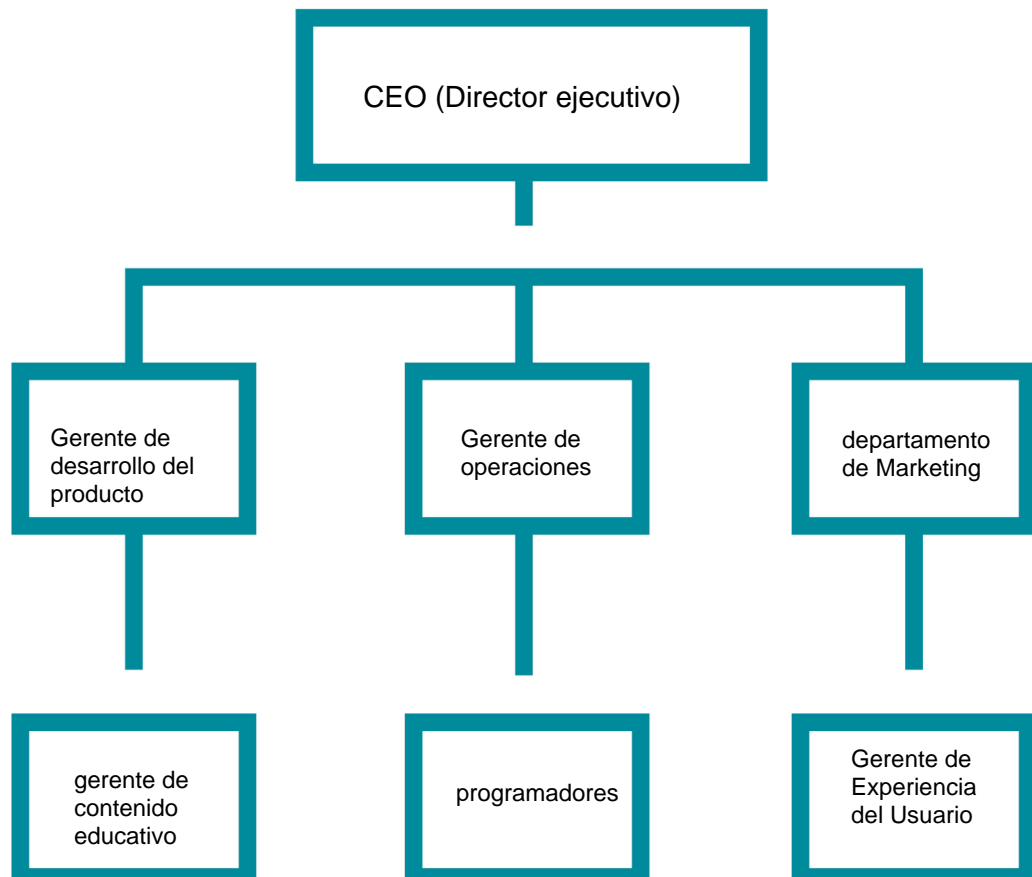 CEO (Director ejecutivo)
Gerente de
desarrollo del
producto
Gerente de
operaciones
departamento
de Marketing
gerente de
contenido
educativo
programadores
Gerente de
Experiencia
del Usuario